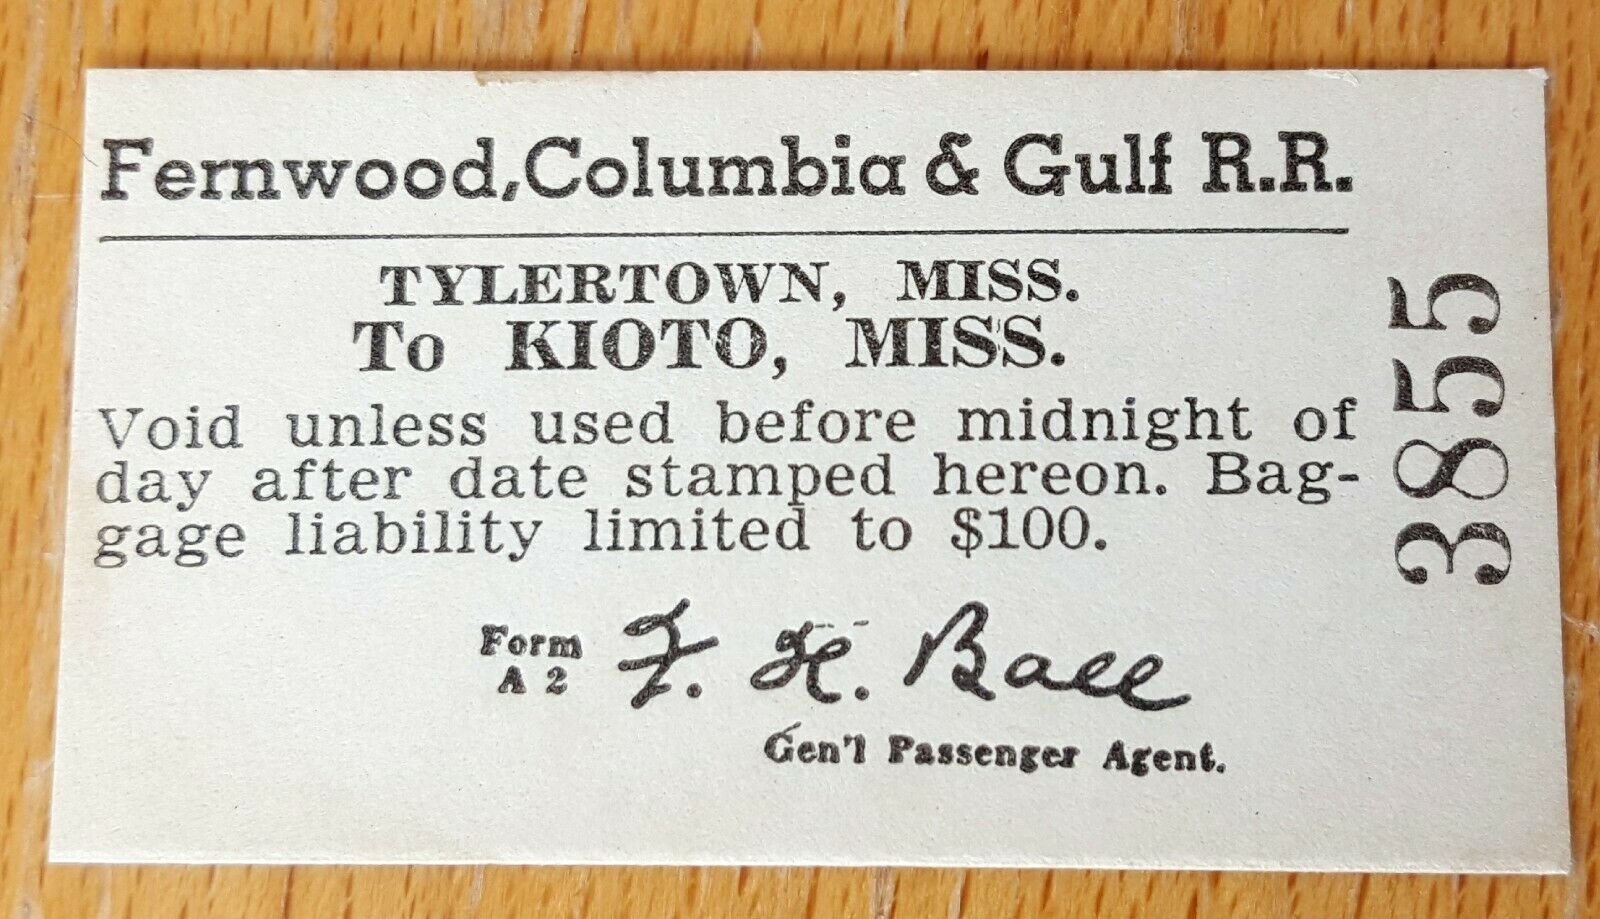 Fernwood, Columbia & Gulf R.R.
TYLERTOWN, MISS.
To KIOTO, MISS.
Void unless used before midnight of
day after date stamped hereon. Bag-
gage liability limited to $100.
Form
A 2
F. H. Ball
Gen'l Passenger Agent.
3855